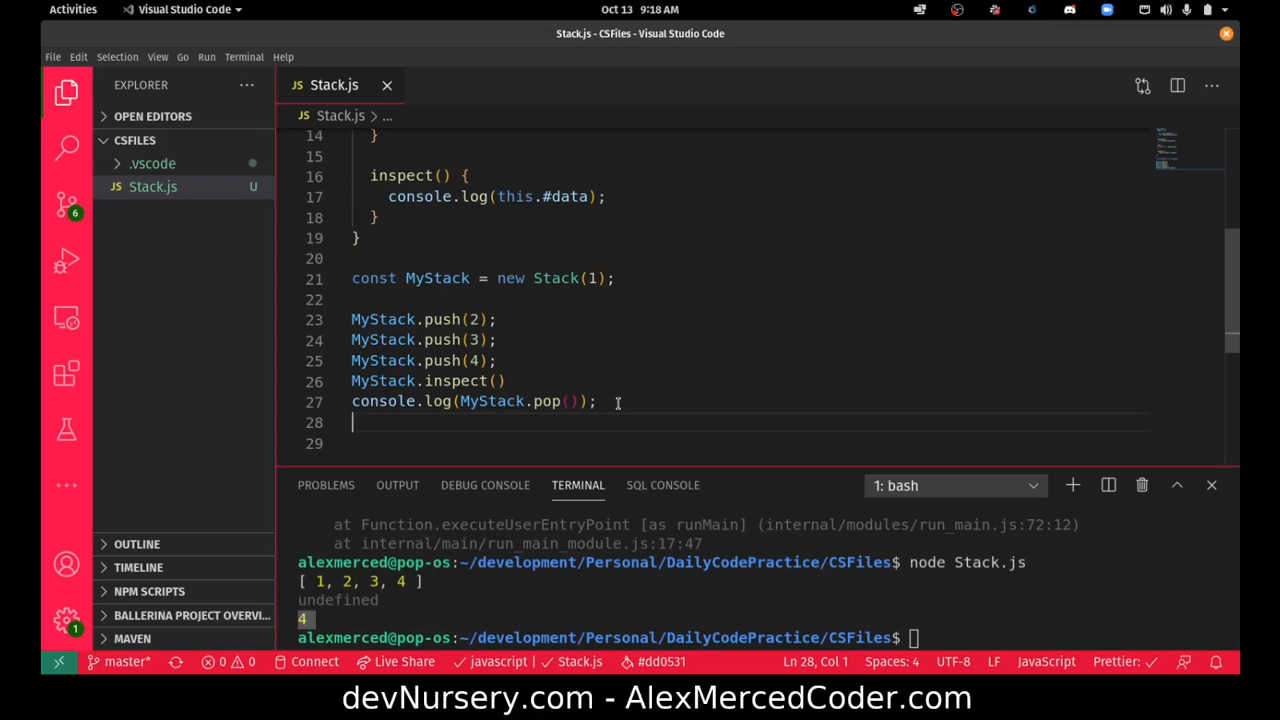 Activities Visual Studio Code Oct 13 9:18 AM
Stack.js - CSFiles - Visual Studio Code
File Edit Selection View Go Run Terminal Help
EXPLORER
OPEN EDITORS
CSFILES
.vscode
JS Stack.js U
6
OUTLINE
TIMELINE
NPM SCRIPTS
BALLERINA PROJECT OVERVI...
1
MAVEN
JS Stack.js
JS Stack.js > ...
14 }
15
16 inspect() {
17 console.log(this.#data);
18 }
19 }
20
21 const MyStack = new Stack(1);
22
23 MyStack.push(2);
24 MyStack.push(3);
25 MyStack.push(4);
26 MyStack.inspect()
27 console.log(MyStack.pop());
28
29
PROBLEMS OUTPUT DEBUG CONSOLE TERMINAL SQL CONSOLE 1: bash
at Function.executeUserEntryPoint [as runMain] (internal/modules/run_main.js:72:12)
at internal/main/run_main_module.js:17:47
alexmerced@pop-os:~/development/Personal/DailyCodePractice/CSFiles$ node Stack.js
[ 1, 2, 3, 4 ]
undefined
4
alexmerced@pop-os:~/development/Personal/DailyCodePractice/CSFiles$
master* 0 0 Connect Live Share javascript | Stack.js #dd0531 Ln 28, Col 1 Spaces: 4 UTF-8 LF JavaScript Prettier:
devNursery.com - AlexMercedCoder.com